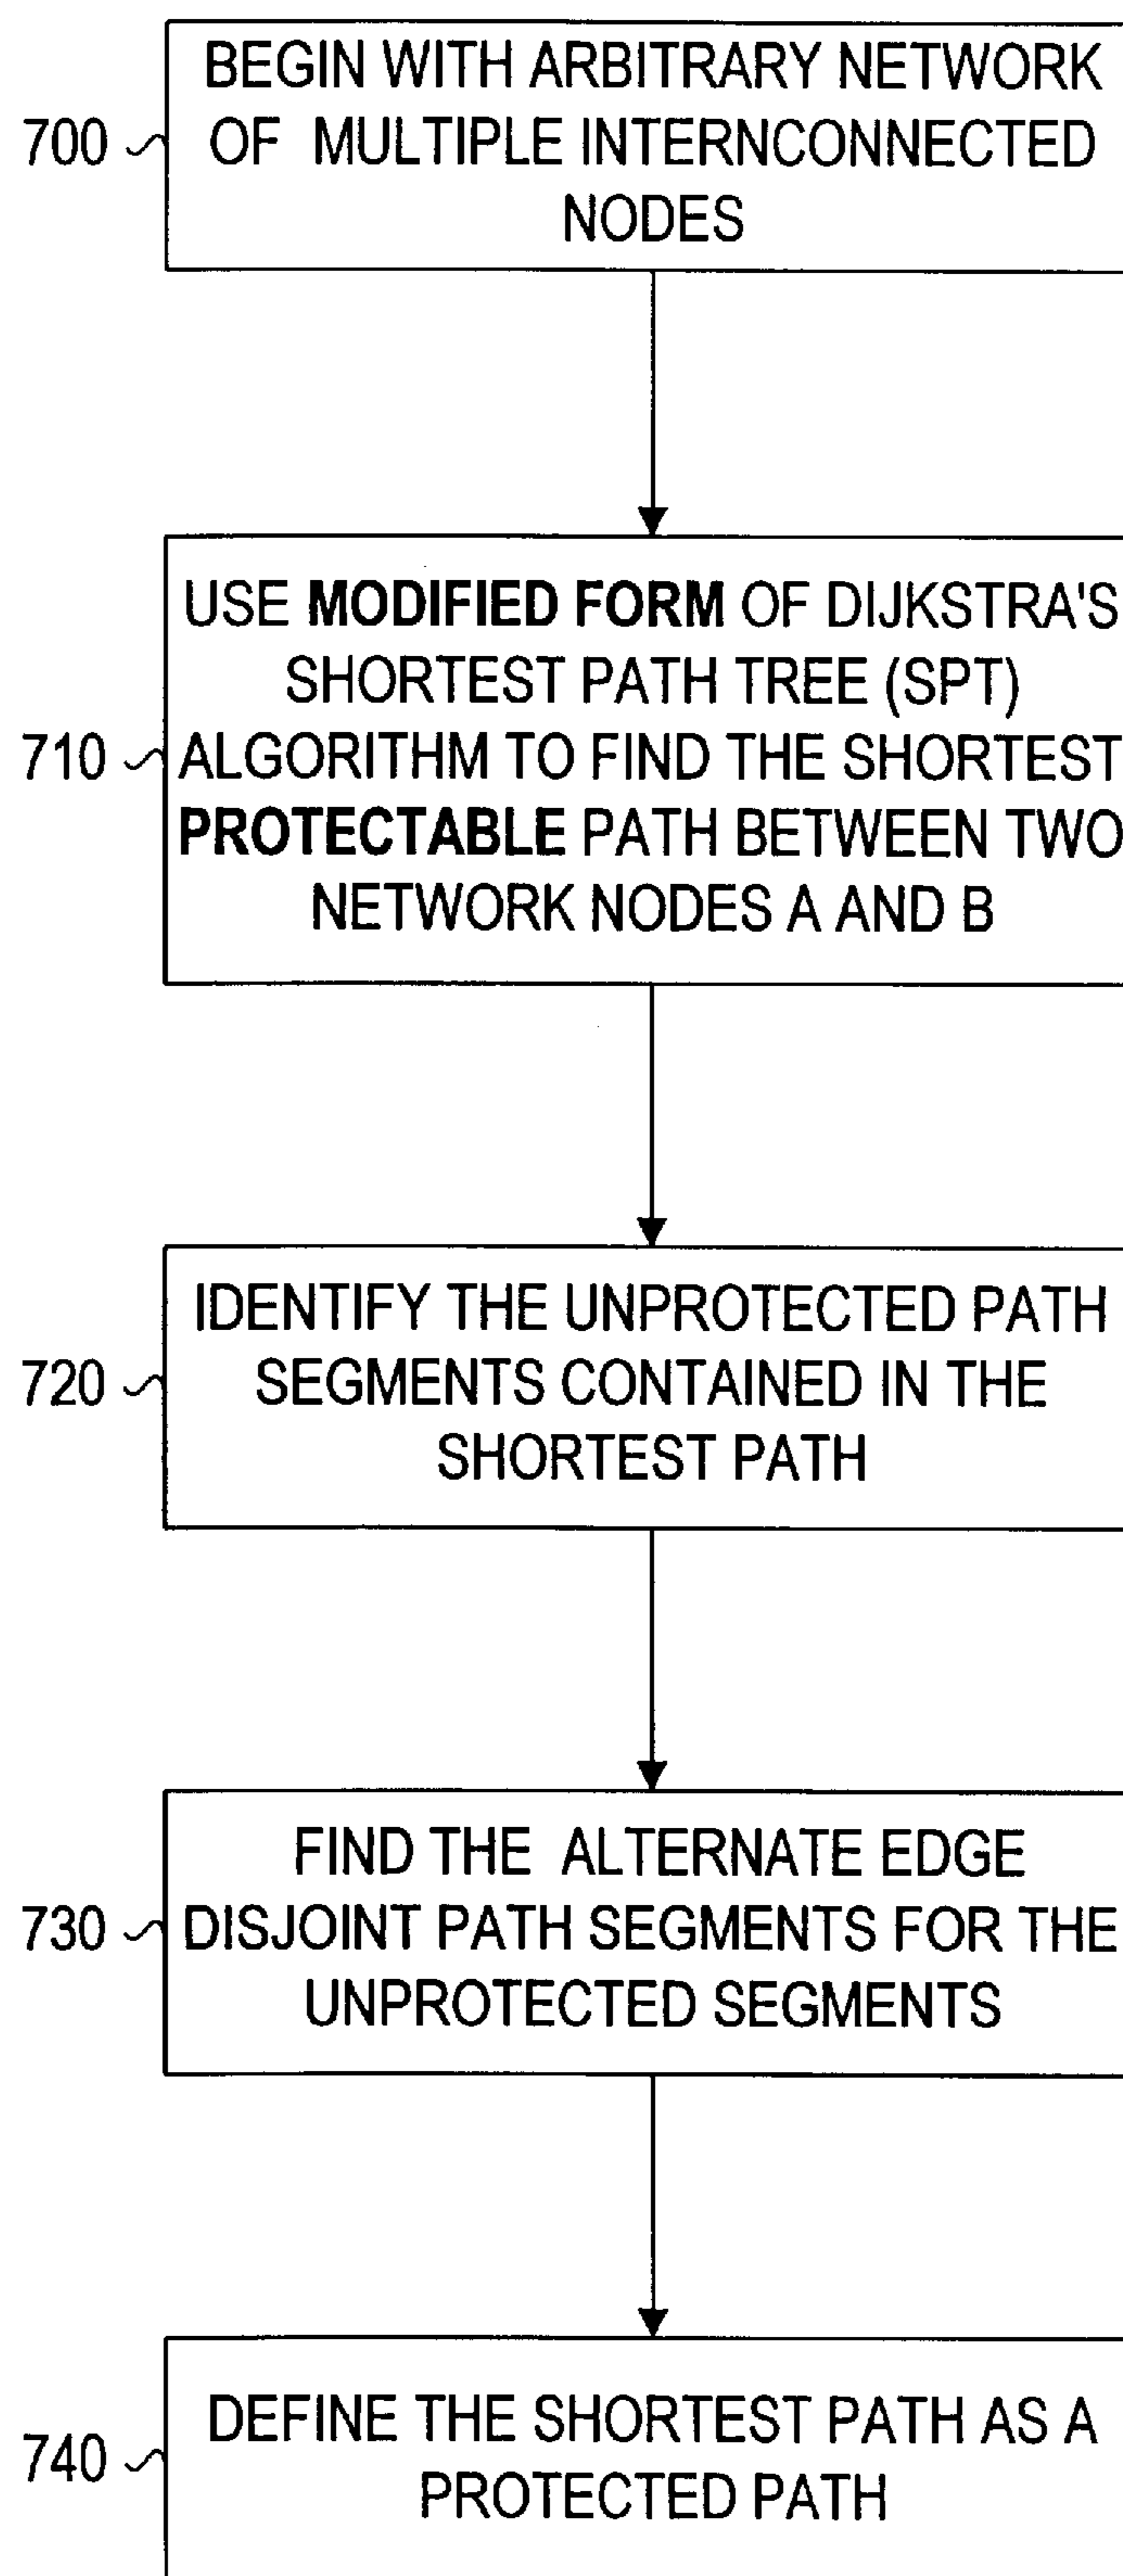 BEGIN WITH ARBITRARY NETWORK
700 OF MULTIPLE INTERNCONNECTED
NODES
USE MODIFIED FORM OF DIJKSTRA'S
SHORTEST PATH TREE (SPT)
710 ALGORITHM TO FIND THE SHORTEST
PROTECTABLE PATH BETWEEN TWO
NETWORK NODES A AND B
IDENTIFY THE UNPROTECTED PATH
720 SEGMENTS CONTAINED IN THE
SHORTEST PATH
FIND THE ALTERNATE EDGE
730 DISJOINT PATH SEGMENTS FOR THE
UNPROTECTED SEGMENTS
DEFINE THE SHORTEST PATH AS A
740
PROTECTED PATH